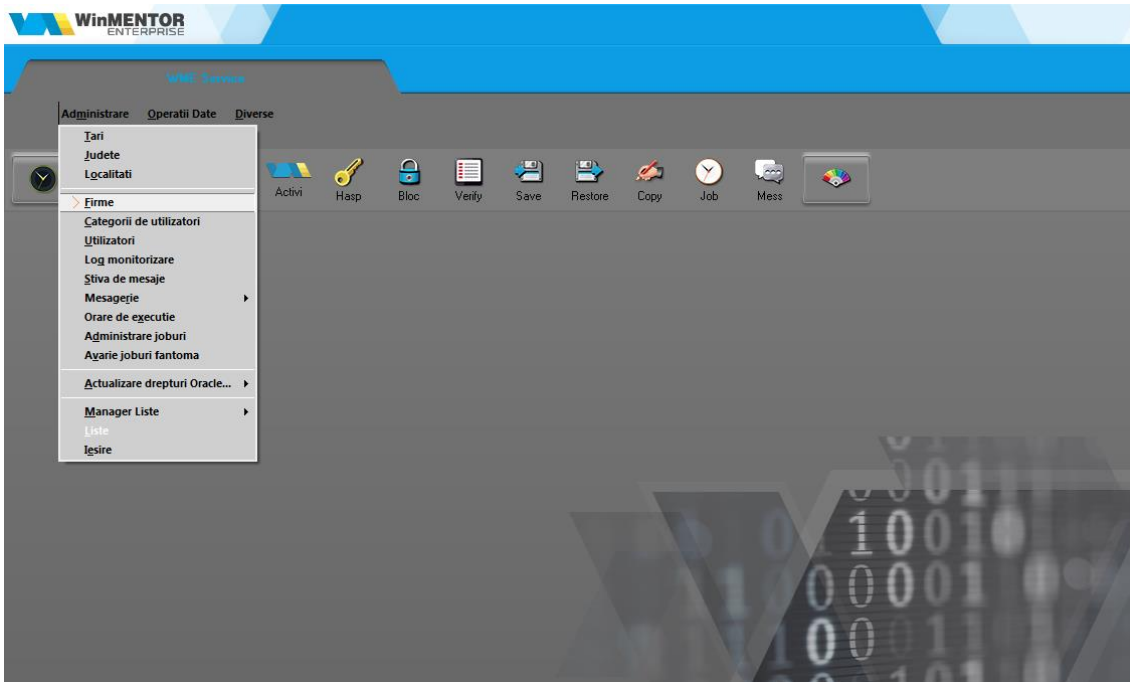 WinMENTOR
ENTERPRISE
WME Service
Administrare Operatii Date Diverse
Tari
Judete
Localitati
Firme
Categorii de utilizatori
Utilizatori
Log monitorizare
Stiva de mesaje
Mesagerie
Orare de executie
Administrare joburi
Avarie joburi fantoma
Actualizare drepturi Oracle...
Manager Liste
Liste
Iesire
Activi Hasp Bloc Verify Save Restore Copy Job Mess